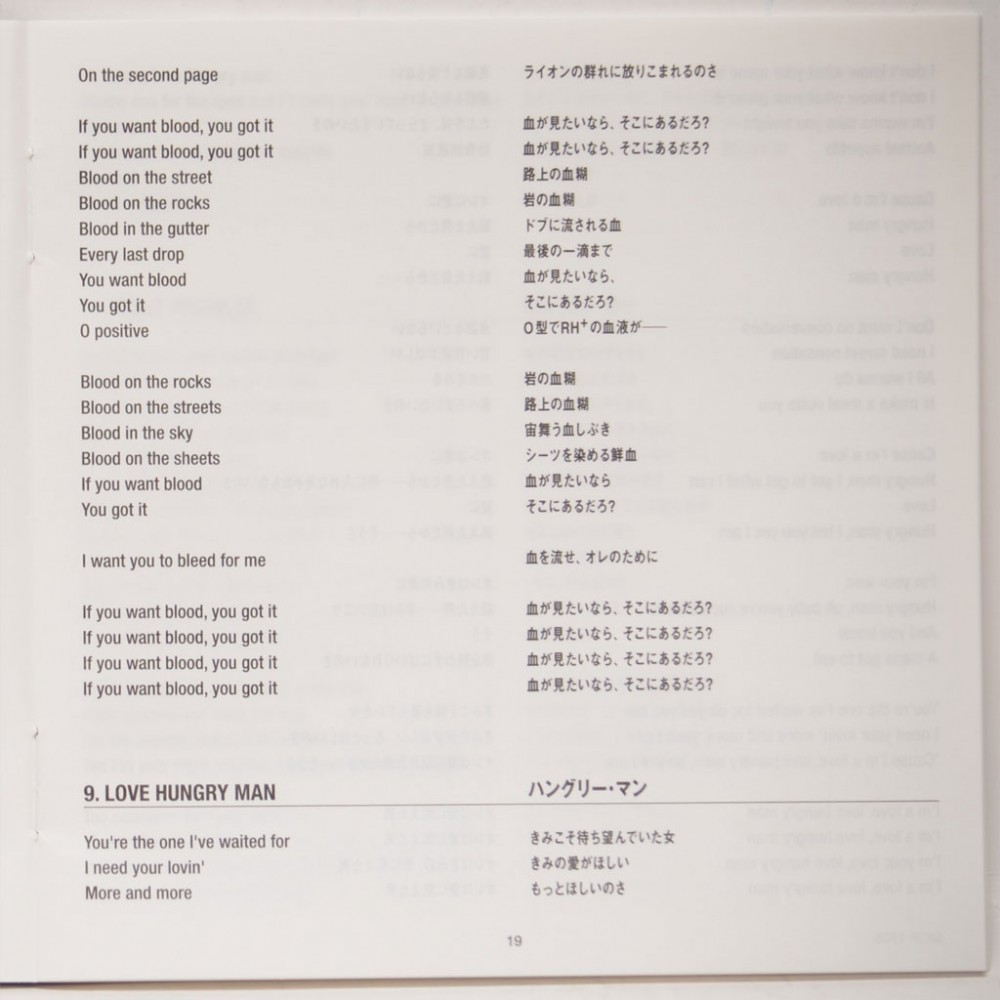 On the second page
ライオンの群れに放りこまれるのさ
If you want blood, you got it
血が見たいなら、そこにあるだろ?
If you want blood, you got it
血が見たいなら、そこにあるだろ?
Blood on the street
路上の血糊
Blood on the rocks
岩の血糊
Blood in the gutter
ドブに流される血
Every last drop
最後の一滴まで
You want blood
血が見たいなら、
You got it
そこにあるだろ?
O positive
O型でRH⁺の血液が──
Blood on the rocks
岩の血糊
Blood on the streets
路上の血糊
Blood in the sky
宙舞う血しぶき
Blood on the sheets
シーツを染める鮮血
If you want blood
血が見たいなら
You got it
そこにあるだろ?
I want you to bleed for me
血を流せ、オレのために
If you want blood, you got it
血が見たいなら、そこにあるだろ?
If you want blood, you got it
血が見たいなら、そこにあるだろ?
If you want blood, you got it
血が見たいなら、そこにあるだろ?
If you want blood, you got it
血が見たいなら、そこにあるだろ?
9. LOVE HUNGRY MAN
ハングリー・マン
You're the one I've waited for
きみこそ待ち望んでいた女
I need your lovin'
きみの愛がほしい
More and more
もっとほしいのさ
19